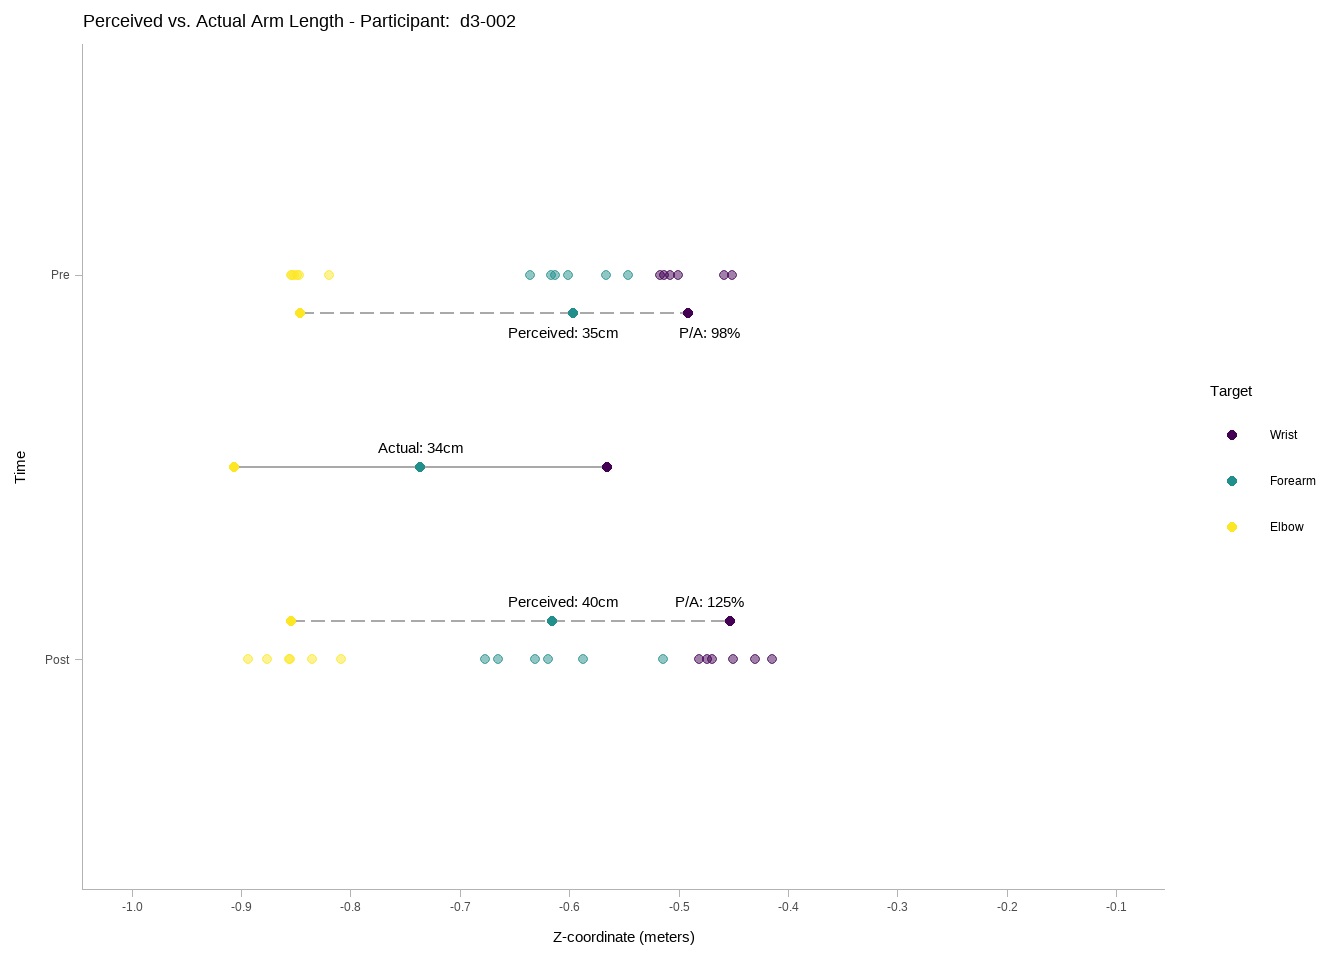 Perceived vs. Actual Arm Length - Participant:  d3-002
Pre
Perceived: 35cm
P/A: 98%
Actual: 34cm
Time
Perceived: 40cm
P/A: 125%
Post
-1.0
-0.9
-0.8
-0.7
-0.6
-0.5
-0.4
-0.3
-0.2
-0.1
Z-coordinate (meters)
Target
Wrist
Forearm
Elbow